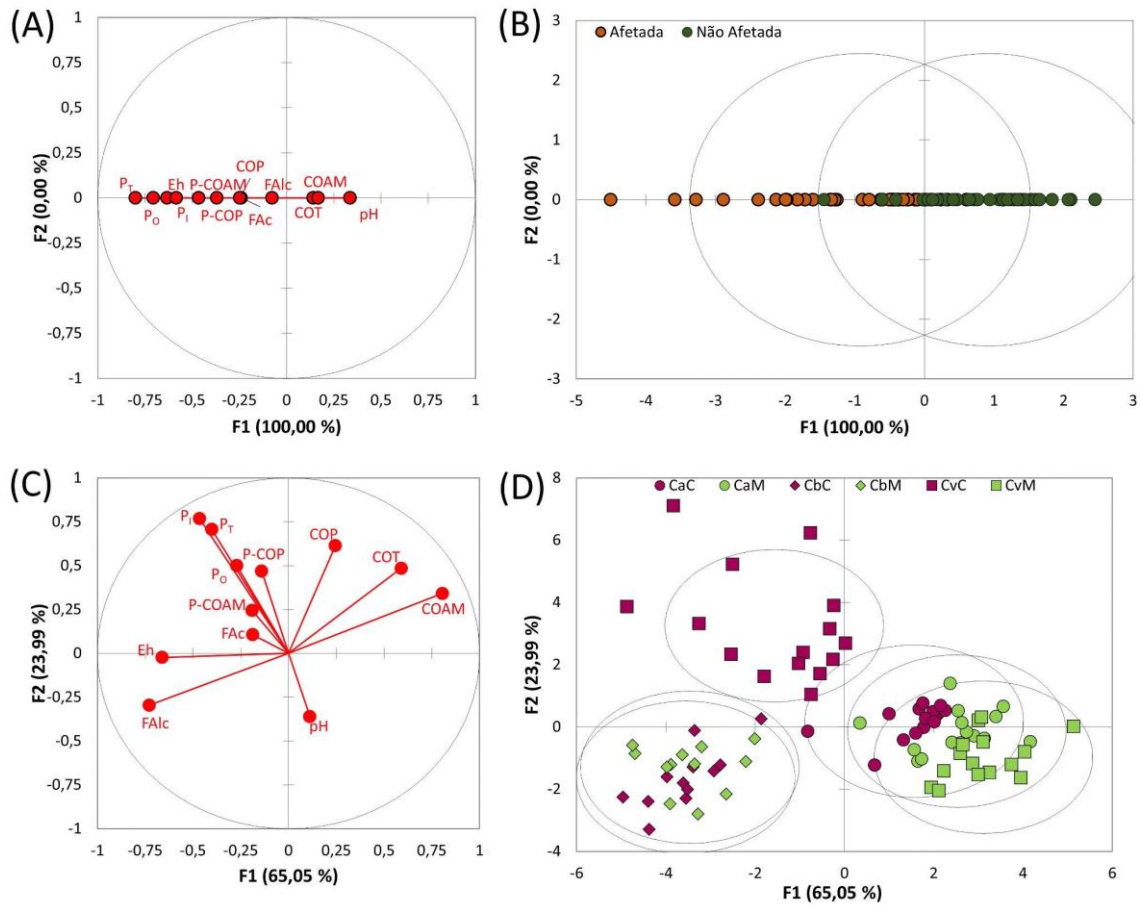 (A)
1
0,75
0,5
0,25
0
-0,25
-0,5
-0,75
-1
F2 (0,00 %)
COP
P_T Eh P-COAM FAlc COAM
P_O P_I P-COP FAc COT pH
-1 -0,75 -0,5 -0,25 0 0,25 0,5 0,75 1
F1 (100,00 %)
(B)
Afetada Não Afetada
3
2
1
0
-1
-2
-3
F2 (0,00 %)
-5 -4 -3 -2 -1 0 1 2 3
F1 (100,00 %)
(C)
1
0,75
0,5
0,25
0
-0,25
-0,5
-0,75
-1
F2 (23,99 %)
P_I P_T
COP
P-COP COT
P_O
P-COAM COAM
FAc
Eh
FAlc
pH
-1 -0,75 -0,5 -0,25 0 0,25 0,5 0,75 1
F1 (65,05 %)
(D)
CaC CaM CbC CbM CvC CvM
8
6
4
2
0
-2
-4
F2 (23,99 %)
-6 -4 -2 0 2 4 6
F1 (65,05 %)